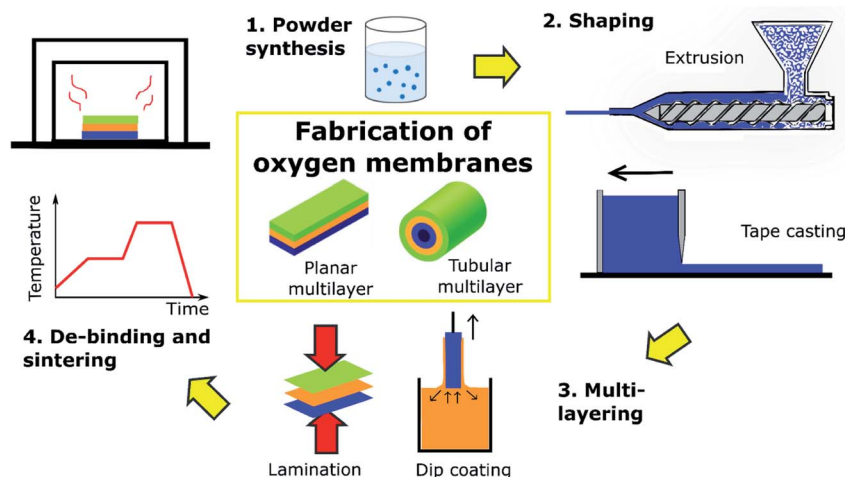 1. Powder
synthesis
2. Shaping
Extrusion
Fabrication of
oxygen membranes
Planar
multilayer
Tubular
multilayer
Tape casting
Temperature
Time
4. De-binding and
sintering
3. Multi-
layering
Lamination
Dip coating